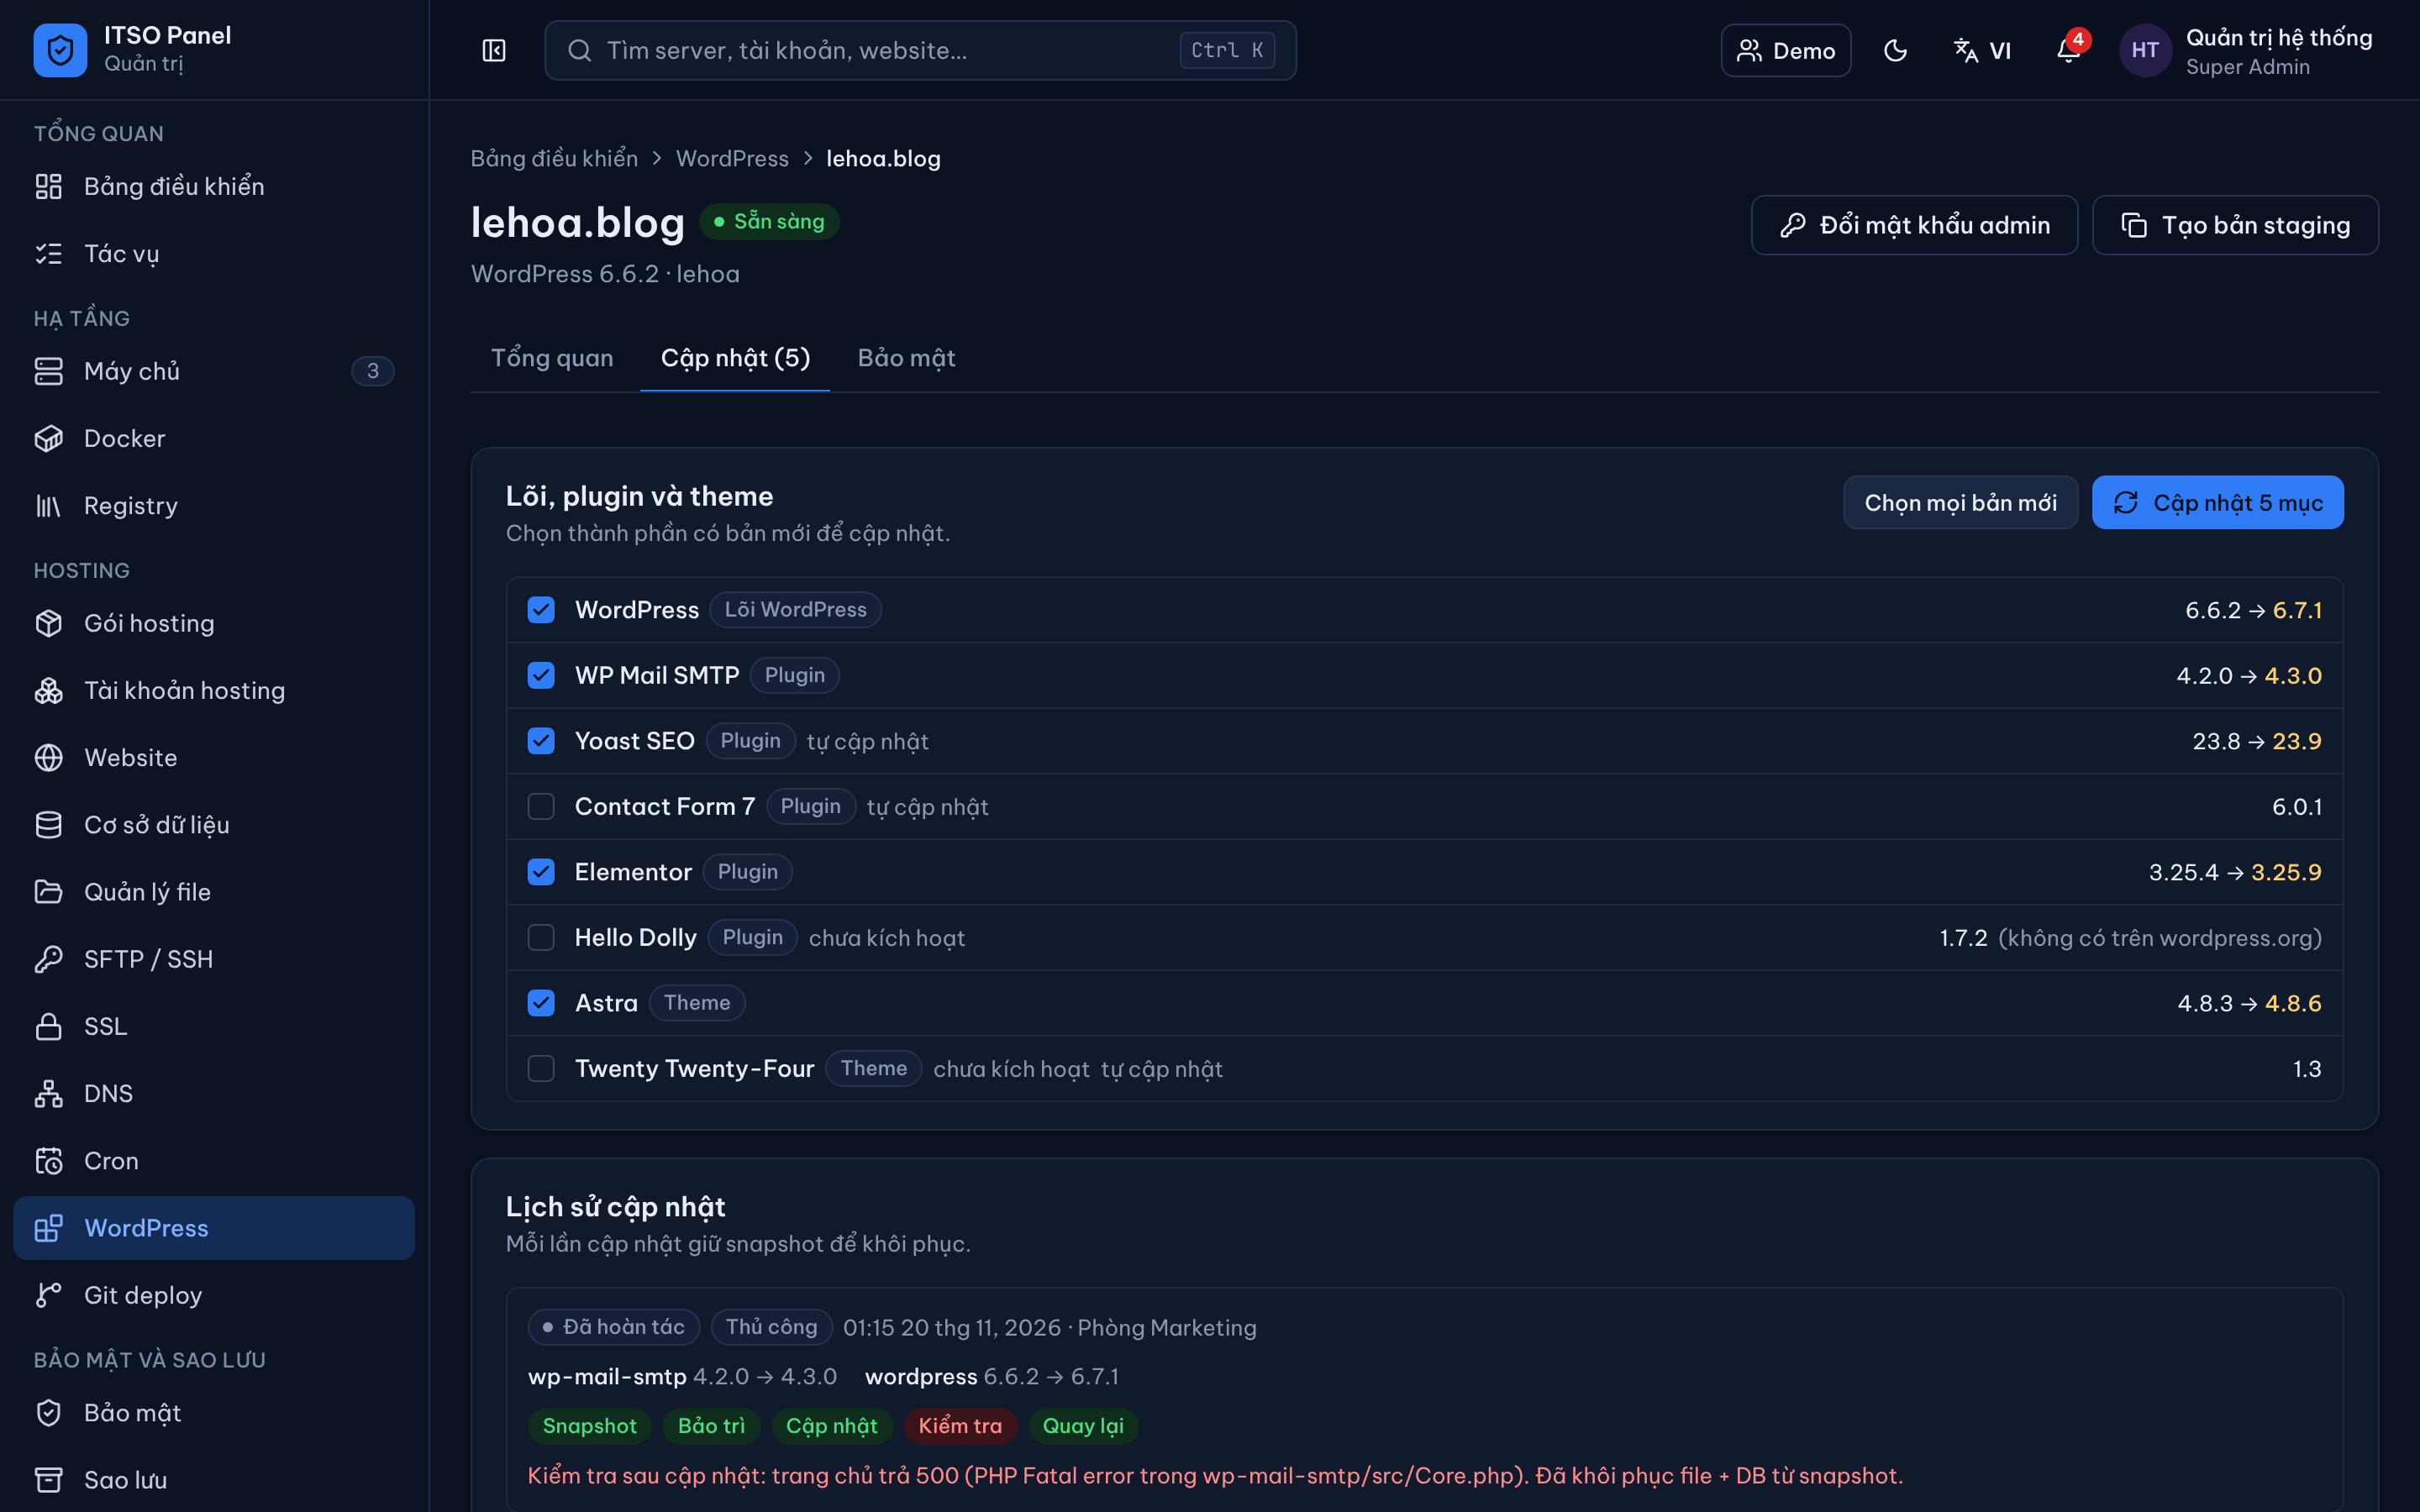 ITSO Panel
Quản trị
Tìm server, tài khoản, website...
Ctrl K
Demo
VI
4
HT
Quản trị hệ thống
Super Admin
TỔNG QUAN
Bảng điều khiển
Tác vụ
HẠ TẦNG
Máy chủ
3
Docker
Registry
HOSTING
Gói hosting
Tài khoản hosting
Website
Cơ sở dữ liệu
Quản lý file
SFTP / SSH
SSL
DNS
Cron
WordPress
Git deploy
BẢO MẬT VÀ SAO LƯU
Bảo mật
Sao lưu
Bảng điều khiển > WordPress > lehoa.blog
lehoa.blog
Sẵn sàng
WordPress 6.6.2 · lehoa
Đổi mật khẩu admin
Tạo bản staging
Tổng quan
Cập nhật (5)
Bảo mật
Lõi, plugin và theme
Chọn thành phần có bản mới để cập nhật.
Chọn mọi bản mới
Cập nhật 5 mục
WordPress Lõi WordPress 6.6.2 → 6.7.1
WP Mail SMTP Plugin 4.2.0 → 4.3.0
Yoast SEO Plugin tự cập nhật 23.8 → 23.9
Contact Form 7 Plugin tự cập nhật 6.0.1
Elementor Plugin 3.25.4 → 3.25.9
Hello Dolly Plugin chưa kích hoạt 1.7.2 (không có trên wordpress.org)
Astra Theme 4.8.3 → 4.8.6
Twenty Twenty-Four Theme chưa kích hoạt tự cập nhật 1.3
Lịch sử cập nhật
Mỗi lần cập nhật giữ snapshot để khôi phục.
Đã hoàn tác Thủ công 01:15 20 thg 11, 2026 · Phòng Marketing
wp-mail-smtp 4.2.0 → 4.3.0 wordpress 6.6.2 → 6.7.1
Snapshot Bảo trì Cập nhật Kiểm tra Quay lại
Kiểm tra sau cập nhật: trang chủ trả 500 (PHP Fatal error trong wp-mail-smtp/src/Core.php). Đã khôi phục file + DB từ snapshot.